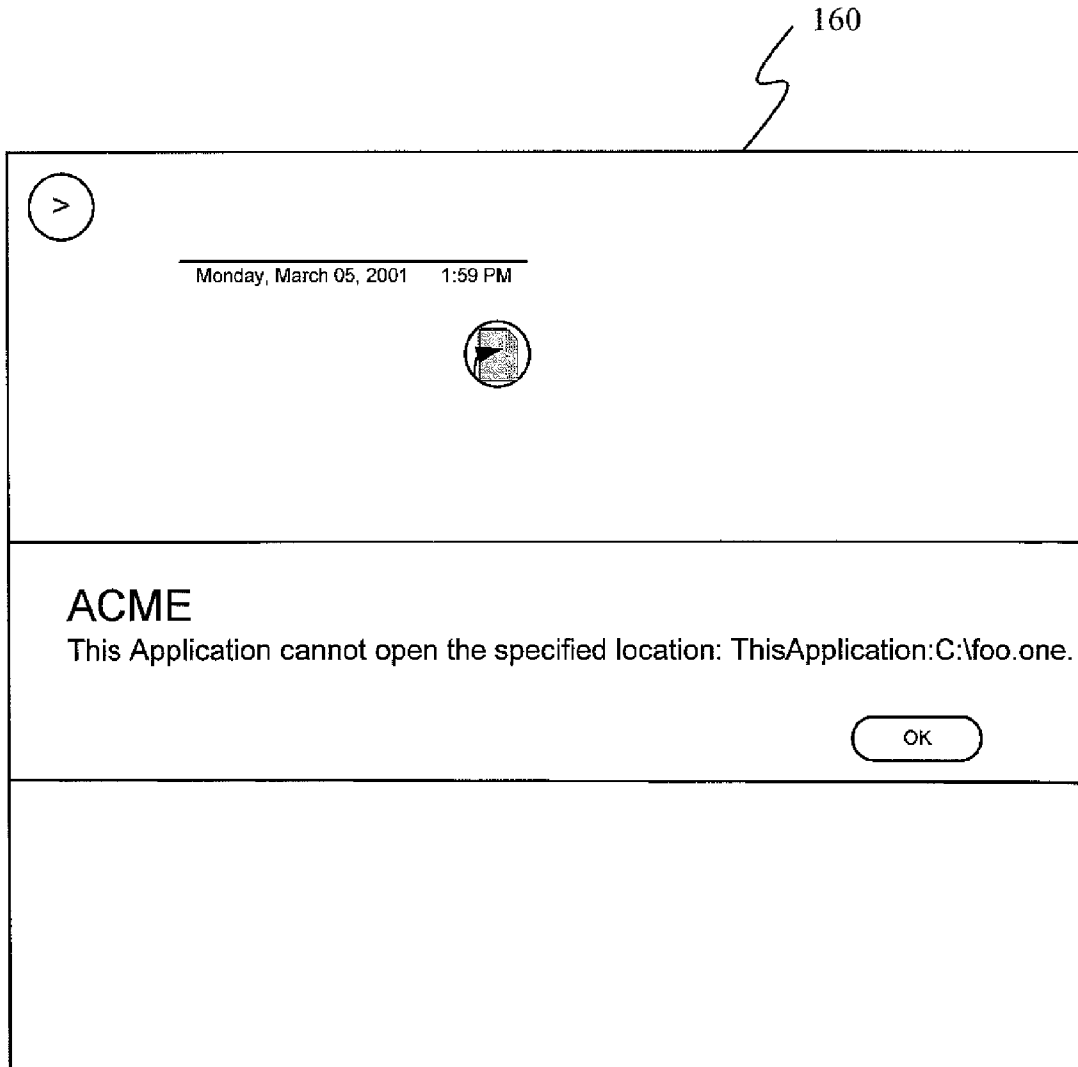 160
>
Monday, March 05, 2001 1:59 PM
ACME
This Application cannot open the specified location: ThisApplication:C:\foo.one.
OK